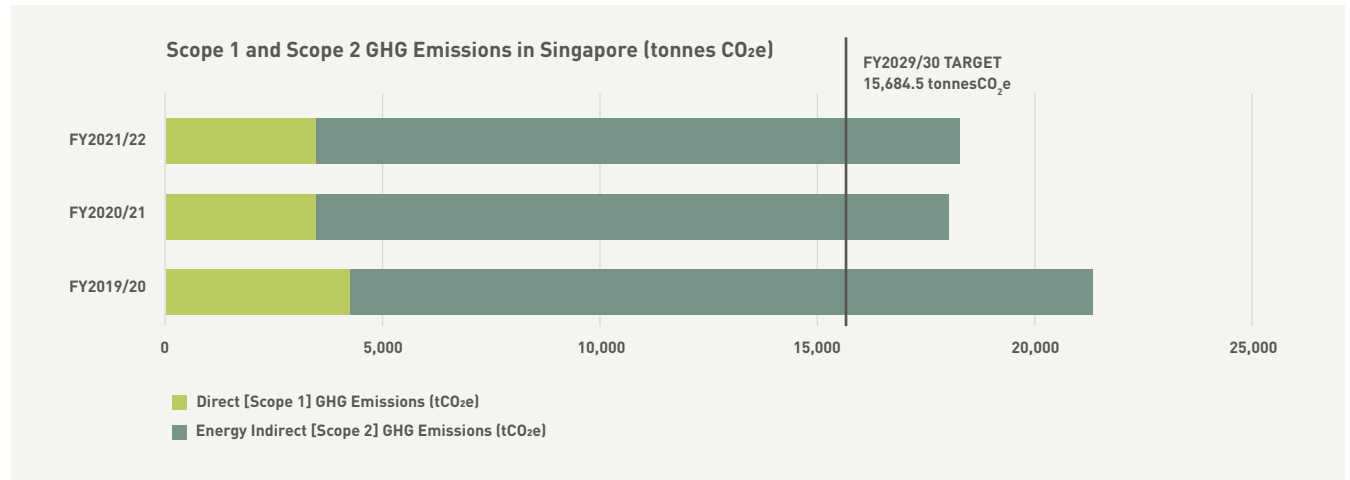 Scope 1 and Scope 2 GHG Emissions in Singapore (tonnes CO₂e)
FY2029/30 TARGET
15,684.5 tonnesCO₂e
FY2021/22
FY2020/21
FY2019/20
0 5,000 10,000 15,000 20,000 25,000
Direct [Scope 1] GHG Emissions (tCO₂e)
Energy Indirect [Scope 2] GHG Emissions (tCO₂e)